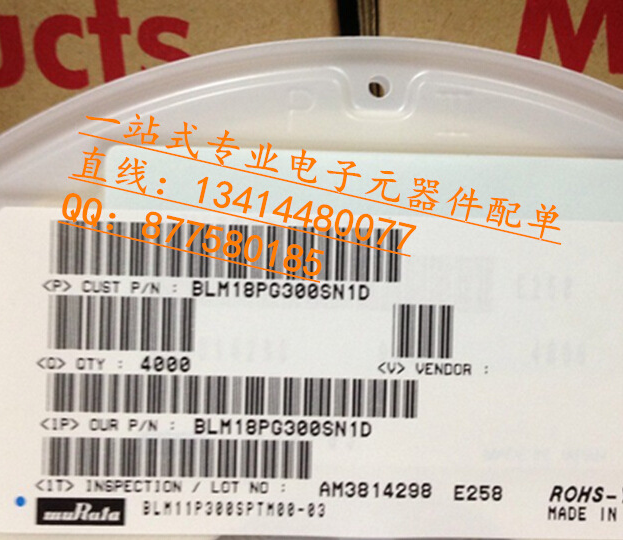 ucts
M
P T
一站式专业电子元器件配单
直线：13414480077
QQ：877580185
<P> CUST P/N : BLM18PG300SN1D
E258
<Q> QTY : 4000
<V> VENDOR :
<1P> OUR P/N : BLM18PG300SN1D
<1T> INSPECTION / LOT NO : AM3814298 E258
ROHS-
muRata BLM11P300SPTM00-03
MADE IN